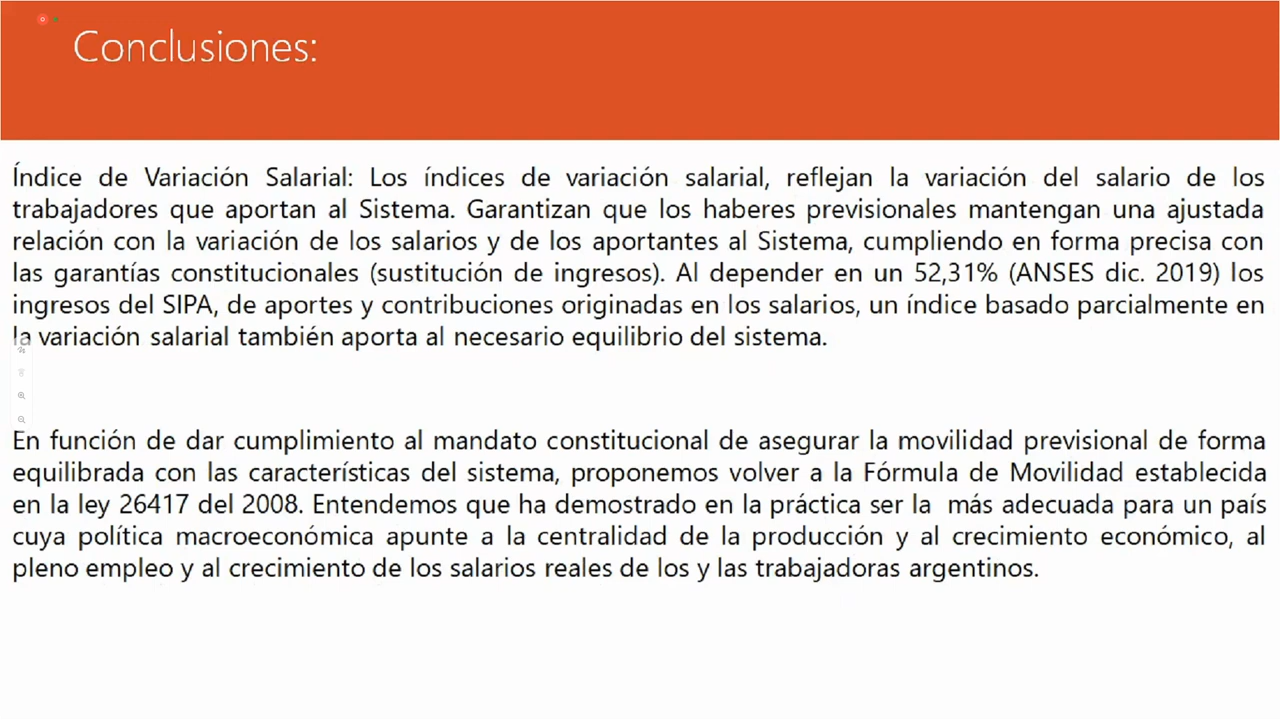 Conclusiones:
Índice de Variación Salarial: Los índices de variación salarial, reflejan la variación del salario de los
trabajadores que aportan al Sistema. Garantizan que los haberes previsionales mantengan una ajustada
relación con la variación de los salarios y de los aportantes al Sistema, cumpliendo en forma precisa con
las garantías constitucionales (sustitución de ingresos). Al depender en un 52,31% (ANSES dic. 2019) los
ingresos del SIPA, de aportes y contribuciones originadas en los salarios, un índice basado parcialmente en
la variación salarial también aporta al necesario equilibrio del sistema.
En función de dar cumplimiento al mandato constitucional de asegurar la movilidad previsional de forma
equilibrada con las características del sistema, proponemos volver a la Fórmula de Movilidad establecida
en la ley 26417 del 2008. Entendemos que ha demostrado en la práctica ser la  más adecuada para un país
cuya política macroeconómica apunte a la centralidad de la producción y al crecimiento económico, al
pleno empleo y al crecimiento de los salarios reales de los y las trabajadoras argentinos.